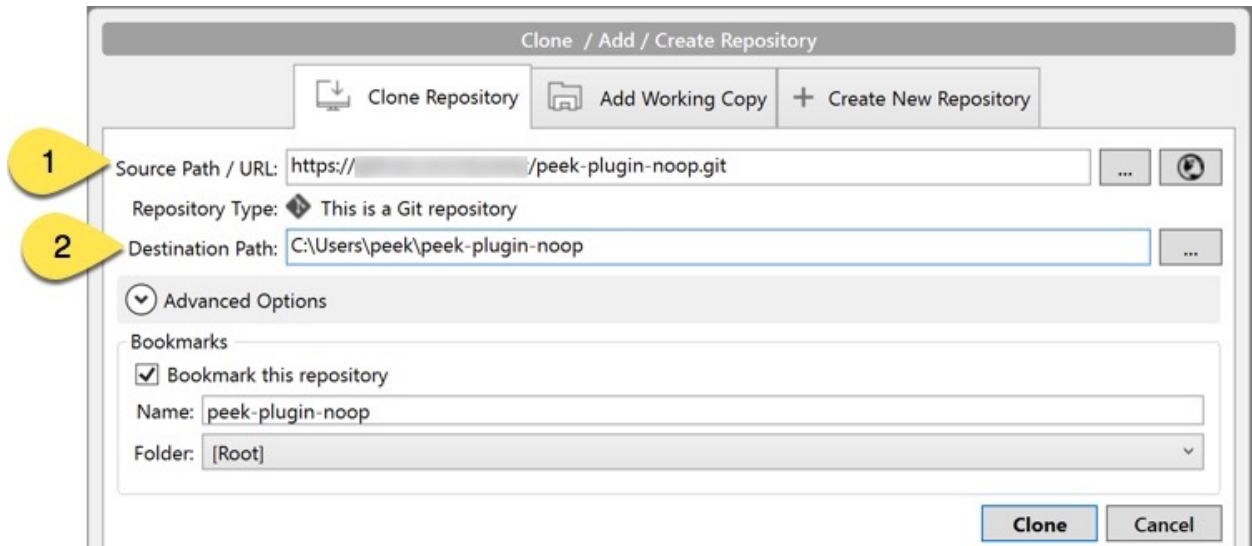 Clone / Add / Create Repository
Clone Repository
Add Working Copy
+ Create New Repository
1
Source Path / URL: https:// /peek-plugin-noop.git ...
Repository Type: This is a Git repository
2
Destination Path: C:\Users\peek\peek-plugin-noop ...
Advanced Options
Bookmarks
Bookmark this repository
Name: peek-plugin-noop
Folder: [Root]
Clone
Cancel